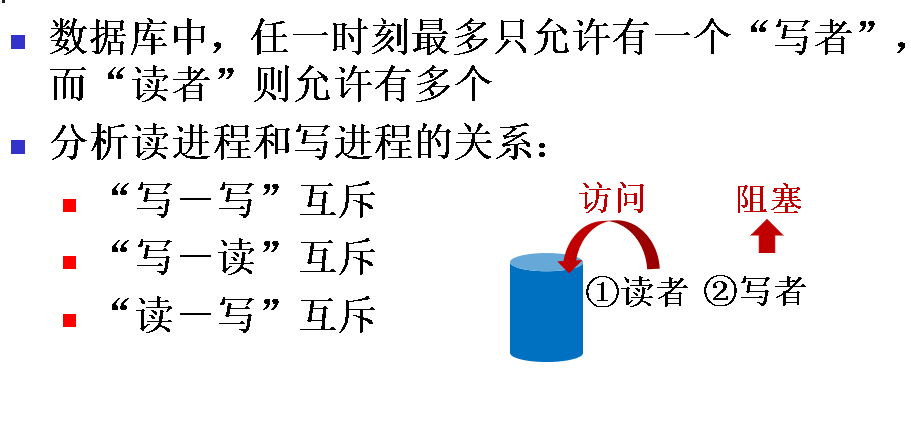 数据库中，任一时刻最多只允许有一个“写者”，
而“读者”则允许有多个
分析读进程和写进程的关系：
“写－写”互斥
“写－读”互斥
“读－写”互斥
访问
阻塞
①读者 ②写者